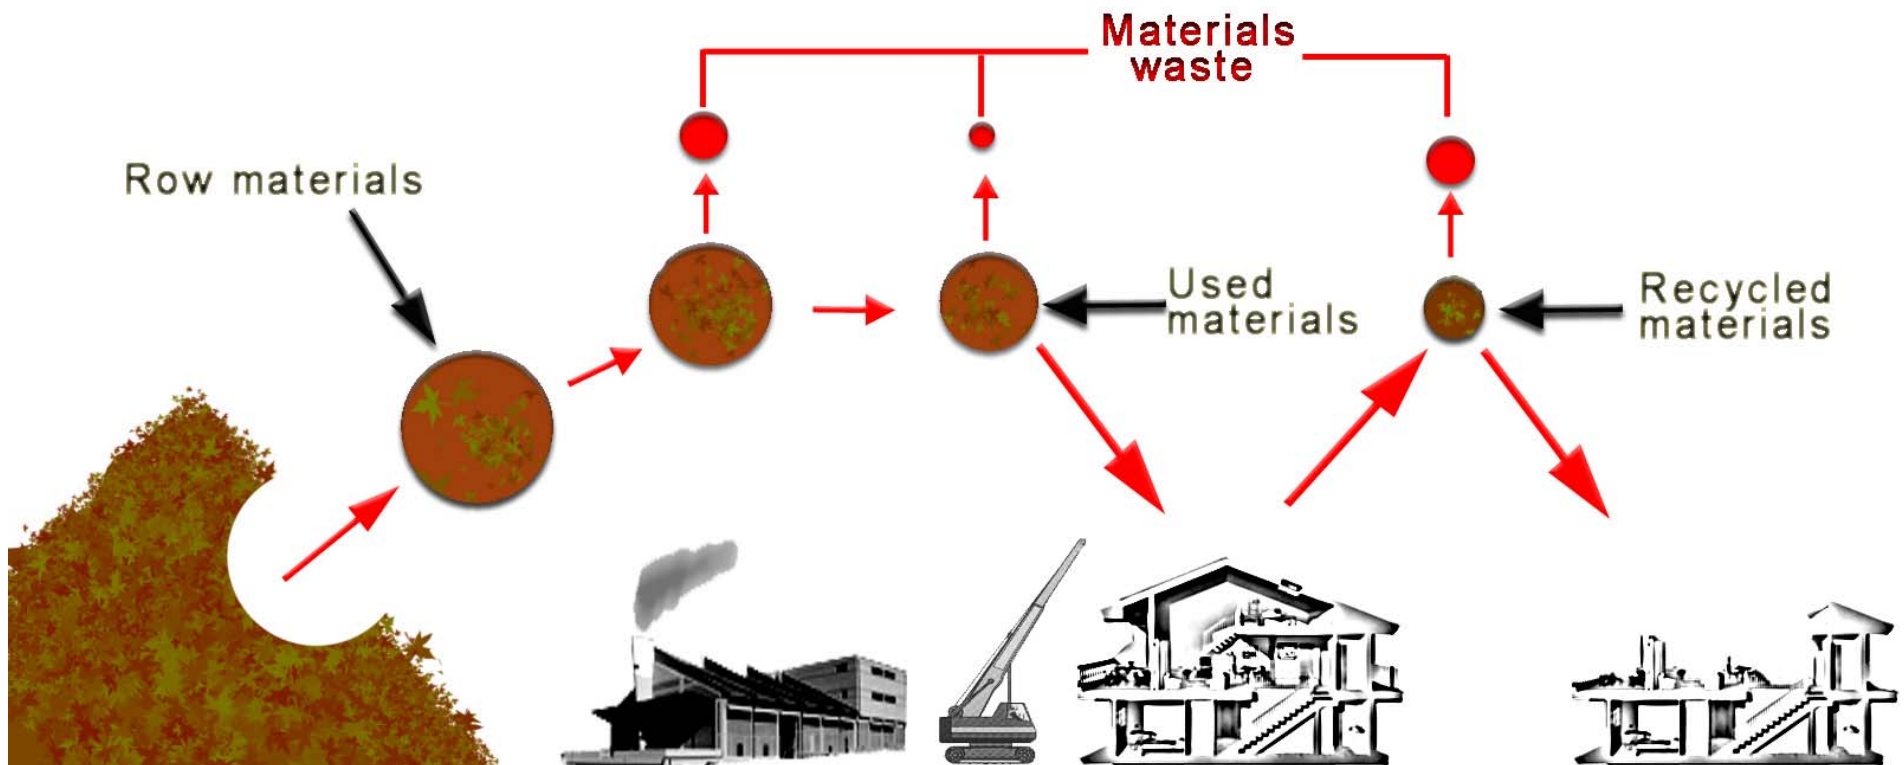 Materials
waste
Row materials
Used
materials
Recycled
materials